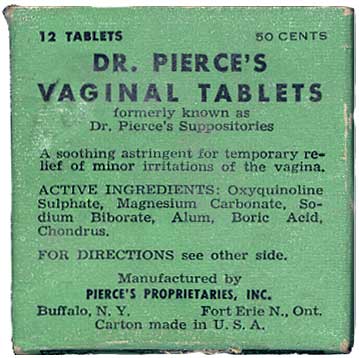 12 TABLETS 50 CENTS
DR. PIERCE'S
VAGINAL TABLETS
formerly known as
Dr. Pierce's Suppositories
A soothing astringent for temporary re-
lief of minor irritations of the vagina.
ACTIVE INGREDIENTS: Oxyquinoline
Sulphate, Magnesium Carbonate, So-
dium Biborate, Alum, Boric Acid,
Chondrus.
FOR DIRECTIONS see other side.
Manufactured by
PIERCE'S PROPRIETARIES, INC.
Buffalo, N. Y. Fort Erie N., Ont.
Carton made in U. S. A.